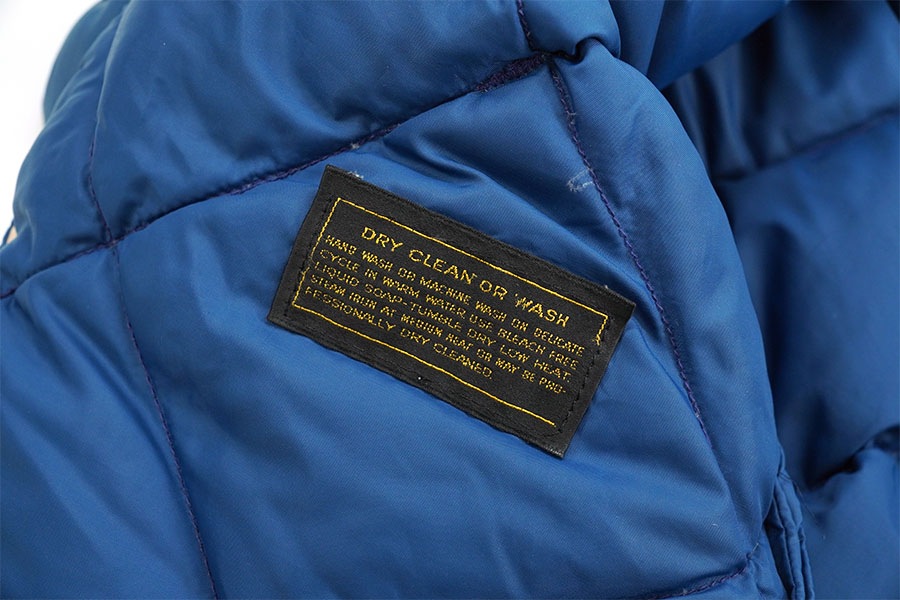 DRY CLEAN OR WASH
HAND WASH OR MACHINE WASH ON DELICATE
CYCLE IN WARM WATER USE BLEACH FREE
LIQUID SOAP-TUMBLE DRY LOW HEAT.
STEAM IRON AT MEDIUM HEAT OR MAY BE PRO-
FESSIONALLY DRY CLEANED.